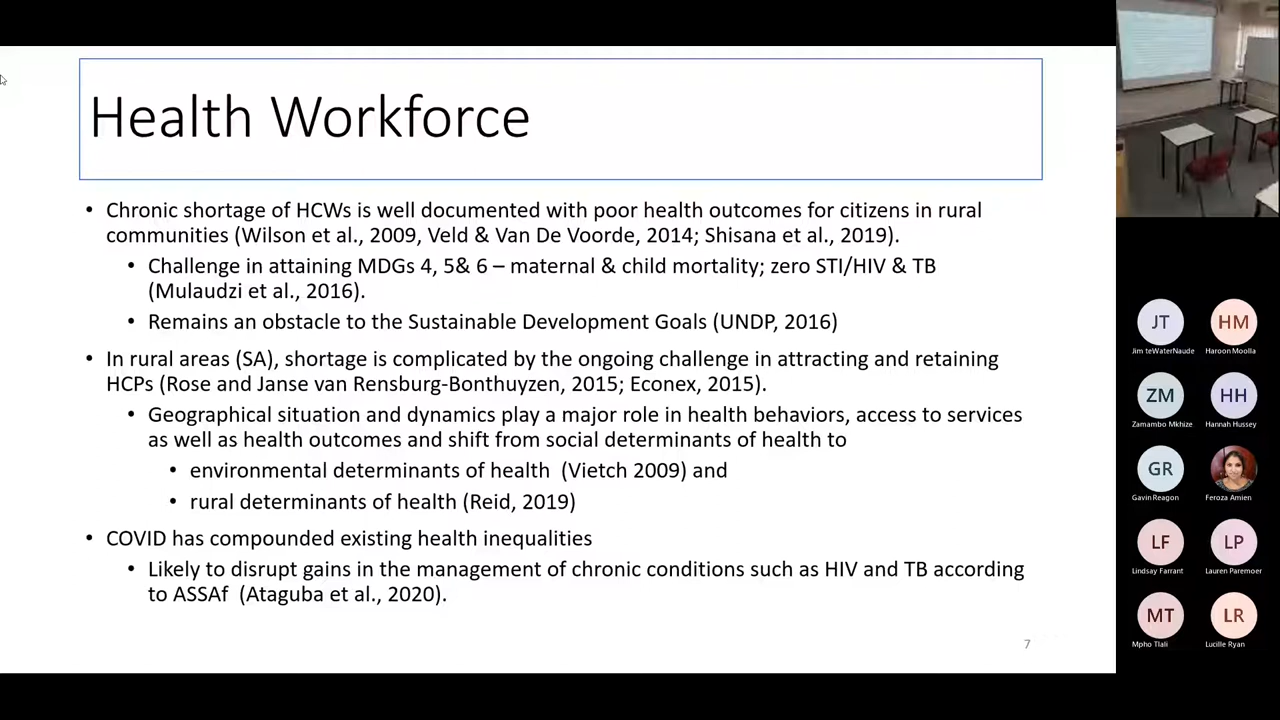 Health Workforce
• Chronic shortage of HCWs is well documented with poor health outcomes for citizens in rural
communities (Wilson et al., 2009, Veld & Van De Voorde, 2014; Shisana et al., 2019).
• Challenge in attaining MDGs 4, 5& 6 – maternal & child mortality; zero STI/HIV & TB
(Mulaudzi et al., 2016).
• Remains an obstacle to the Sustainable Development Goals (UNDP, 2016)
• In rural areas (SA), shortage is complicated by the ongoing challenge in attracting and retaining
HCPs (Rose and Janse van Rensburg-Bonthuyzen, 2015; Econex, 2015).
• Geographical situation and dynamics play a major role in health behaviors, access to services
as well as health outcomes and shift from social determinants of health to
• environmental determinants of health (Vietch 2009) and
• rural determinants of health (Reid, 2019)
• COVID has compounded existing health inequalities
• Likely to disrupt gains in the management of chronic conditions such as HIV and TB according
to ASSAf (Ataguba et al., 2020).
7
JT HM
Jim teWaterNaude Haroon Moolla
ZM HH
Zamambo Mkhize Hannah Hussey
GR
Gavin Reagon Feroza Amien
LF LP
Lindsay Farrant Lauren Paremoer
MT LR
Mpho Tlali Lucille Ryan